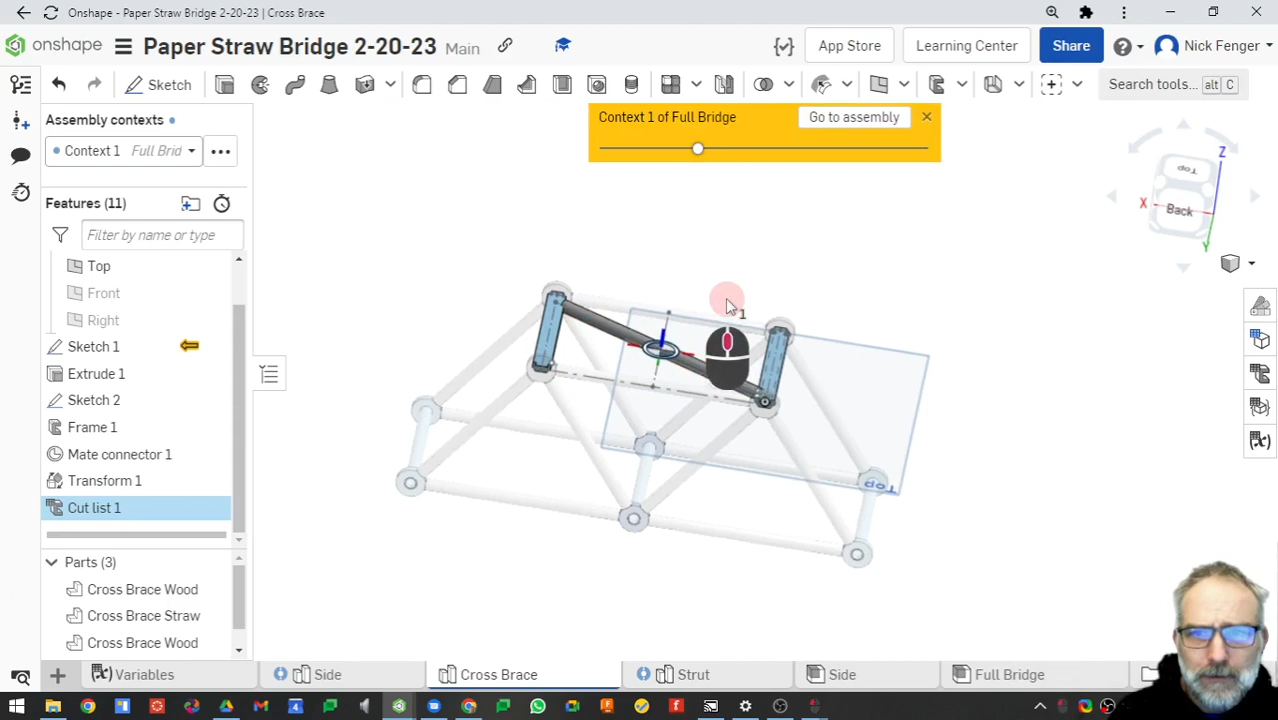 Onshape - Paper Straw Bridge 2-20-23 | Cross Brace
onshape
Paper Straw Bridge 2-20-23
Main
App Store
Learning Center
Share
Nick Fenger
Sketch
Search tools...
alt
C
Assembly contexts
Context 1 of Full Bridge
Go to assembly
Context 1
Full Brid
Features (11)
Filter by name or type
Top
Front
Right
Sketch 1
Extrude 1
Sketch 2
Frame 1
Mate connector 1
Transform 1
Cut list 1
Parts (3)
Cross Brace Wood
Cross Brace Straw
Cross Brace Wood
Z
Top
X
Back
Y
1
Top
Variables
Side
Cross Brace
Strut
Side
Full Bridge